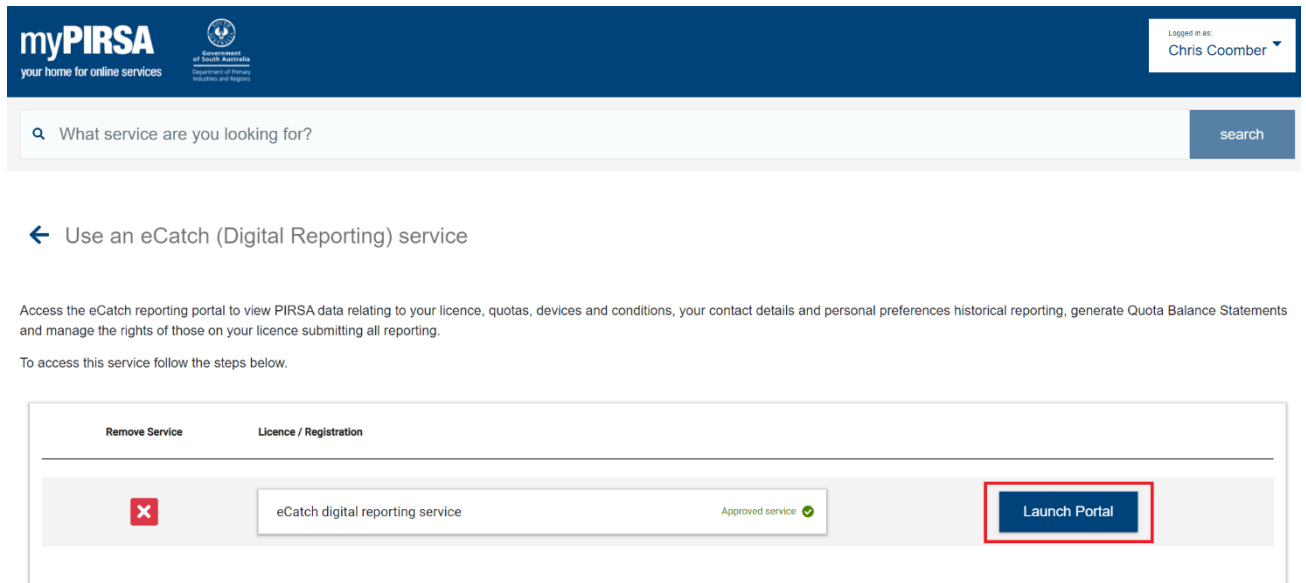 myPIRSA
your home for online services
Government
of South Australia
Department of Primary
Industries and Regions
Logged in as:
Chris Coomber
What service are you looking for?
search
Use an eCatch (Digital Reporting) service
Access the eCatch reporting portal to view PIRSA data relating to your licence, quotas, devices and conditions, your contact details and personal preferences historical reporting, generate Quota Balance Statements
and manage the rights of those on your licence submitting all reporting.
To access this service follow the steps below.
Remove Service
Licence / Registration
eCatch digital reporting service
Approved service
Launch Portal